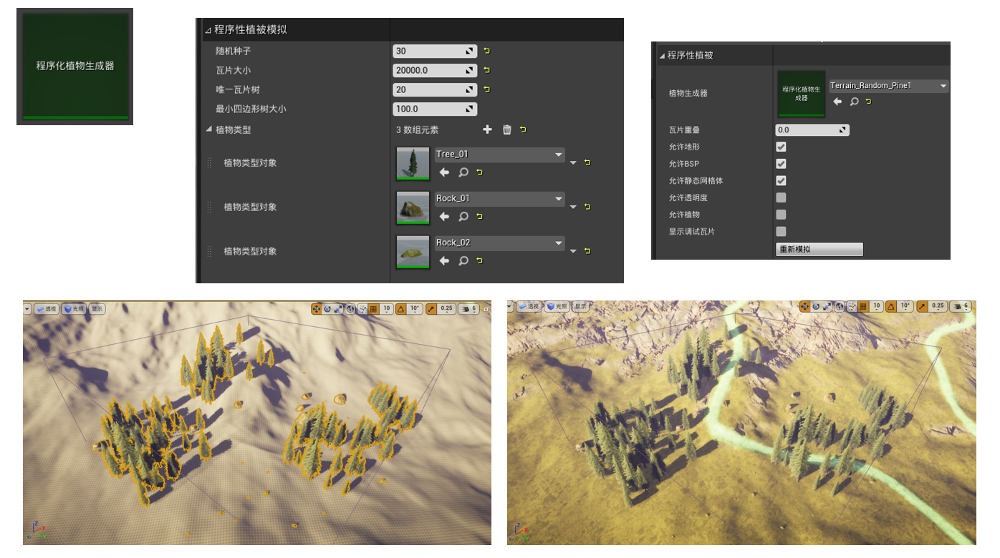 程序化植物生成器
程序性植被模拟
随机种子
30
瓦片大小
20000.0
唯一瓦片树
20
最小四边形树大小
100.0
植物类型
3 数组元素
植物类型对象
Tree_01
植物类型对象
Rock_01
植物类型对象
Rock_02
程序性植被
植物生成器
程序化植物生
成器
Terrain_Random_Pine1
瓦片重叠
0.0
允许地形
允许BSP
允许静态网格体
允许透明度
允许植物
显示调试瓦片
重新模拟
透视 光照 显示
10 10° 0.25 6
透视 光照 显示
10 10° 0.25 6
Z X Y
Z X Y